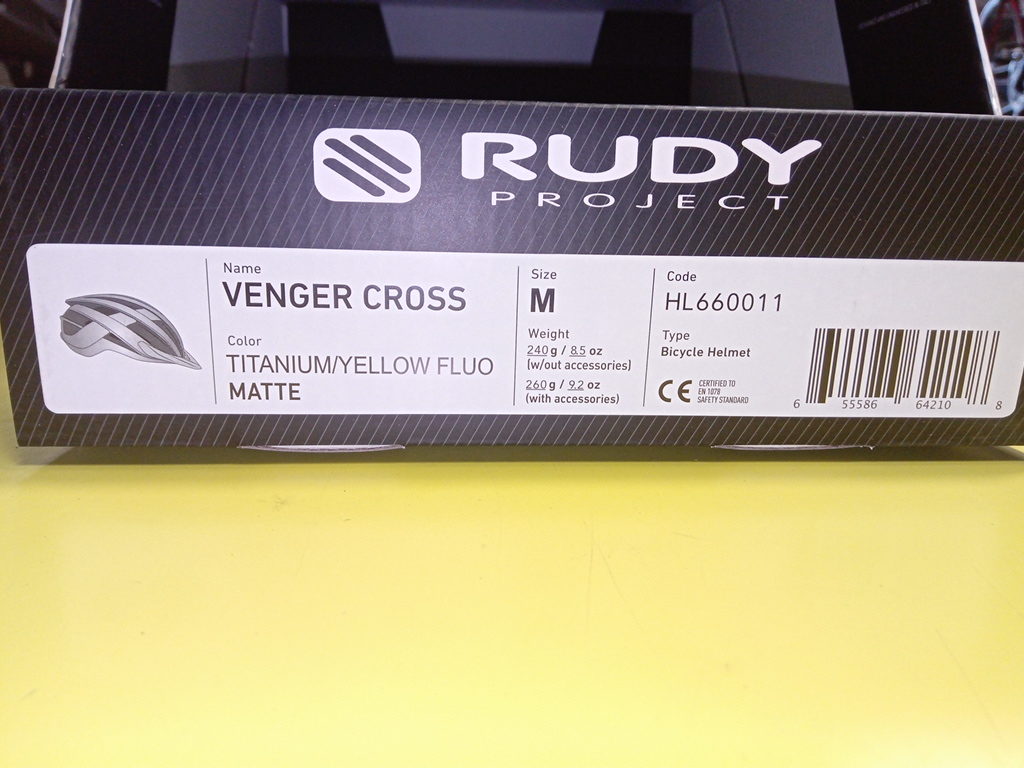 RUDY
PROJECT
Name
VENGER CROSS
Color
TITANIUM/YELLOW FLUO
MATTE
Size
M
Weight
240 g / 8.5 oz
(w/out accessories)
260 g / 9.2 oz
(with accessories)
Code
HL660011
Type
Bicycle Helmet
CE
CERTIFIED TO
EN 1078
SAFETY STANDARD
6 55586 64210 8